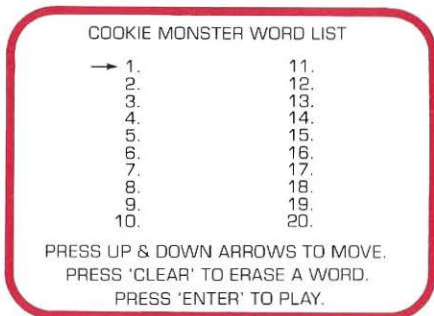 COOKIE MONSTER WORD LIST
→ 1. 11.
2. 12.
3. 13.
4. 14.
5. 15.
6. 16.
7. 17.
8. 18.
9. 19.
10. 20.
PRESS UP & DOWN ARROWS TO MOVE.
PRESS 'CLEAR' TO ERASE A WORD.
PRESS 'ENTER' TO PLAY.